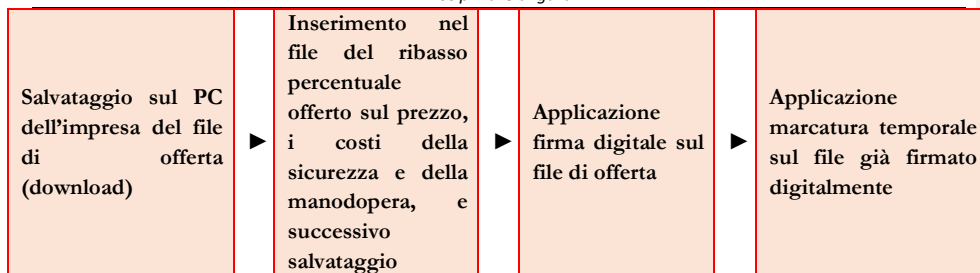 Salvataggio sul PC
dell'impresa del file
di offerta
(download)
►
Inserimento nel
file del ribasso
percentuale
offerto sul prezzo,
i costi della
sicurezza e della
manodopera, e
successivo
salvataggio
►
Applicazione
firma digitale sul
file di offerta
►
Applicazione
marcatura temporale
sul file già firmato
digitalmente